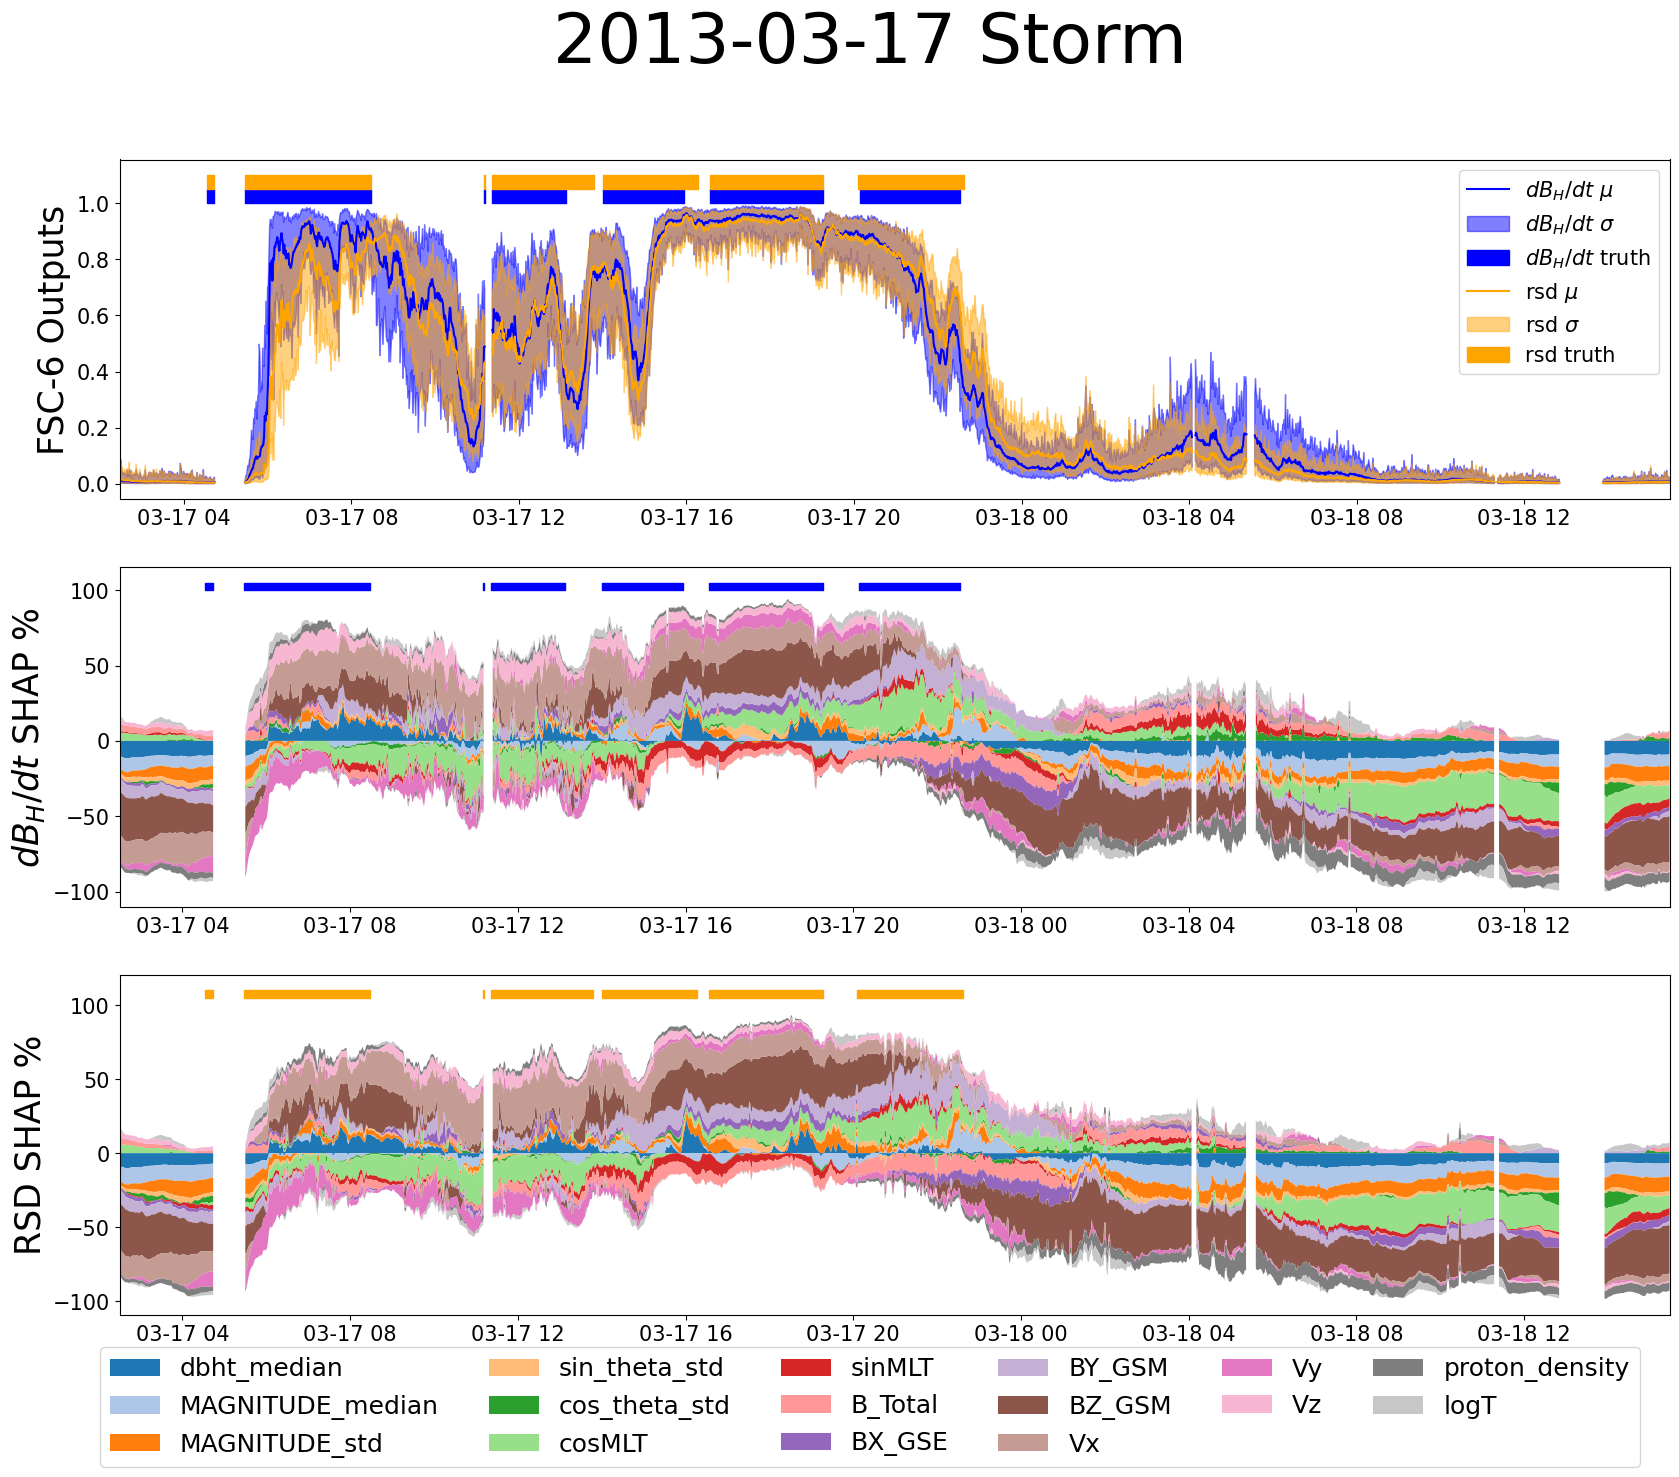 2013-03-17 Storm
FSC-6 Outputs
1.0
0.8
0.6
0.4
0.2
0.0
dB_H/dt μ
dB_H/dt σ
dB_H/dt truth
rsd μ
rsd σ
rsd truth
03-17 04 03-17 08 03-17 12 03-17 16 03-17 20 03-18 00 03-18 04 03-18 08 03-18 12
dB_H/dt SHAP %
100
50
0
−50
−100
03-17 04 03-17 08 03-17 12 03-17 16 03-17 20 03-18 00 03-18 04 03-18 08 03-18 12
RSD SHAP %
100
50
0
−50
−100
03-17 04 03-17 08 03-17 12 03-17 16 03-17 20 03-18 00 03-18 04 03-18 08 03-18 12
dbht_median sin_theta_std sinMLT BY_GSM Vy proton_density
MAGNITUDE_median cos_theta_std B_Total BZ_GSM Vz logT
MAGNITUDE_std cosMLT BX_GSE Vx